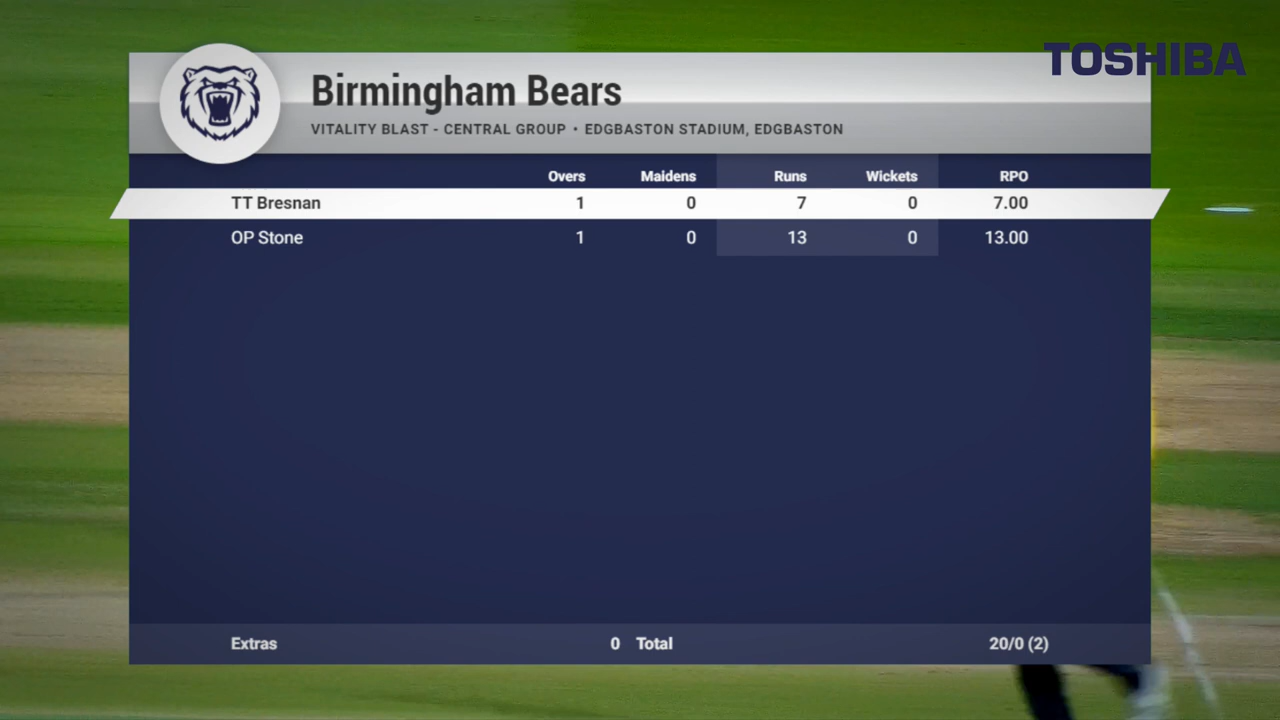 TOSHIBA
Birmingham Bears
VITALITY BLAST - CENTRAL GROUP • EDGBASTON STADIUM, EDGBASTON
Overs Maidens Runs Wickets RPO
TT Bresnan 1 0 7 0 7.00
OP Stone 1 0 13 0 13.00
Extras 0 Total 20/0 (2)